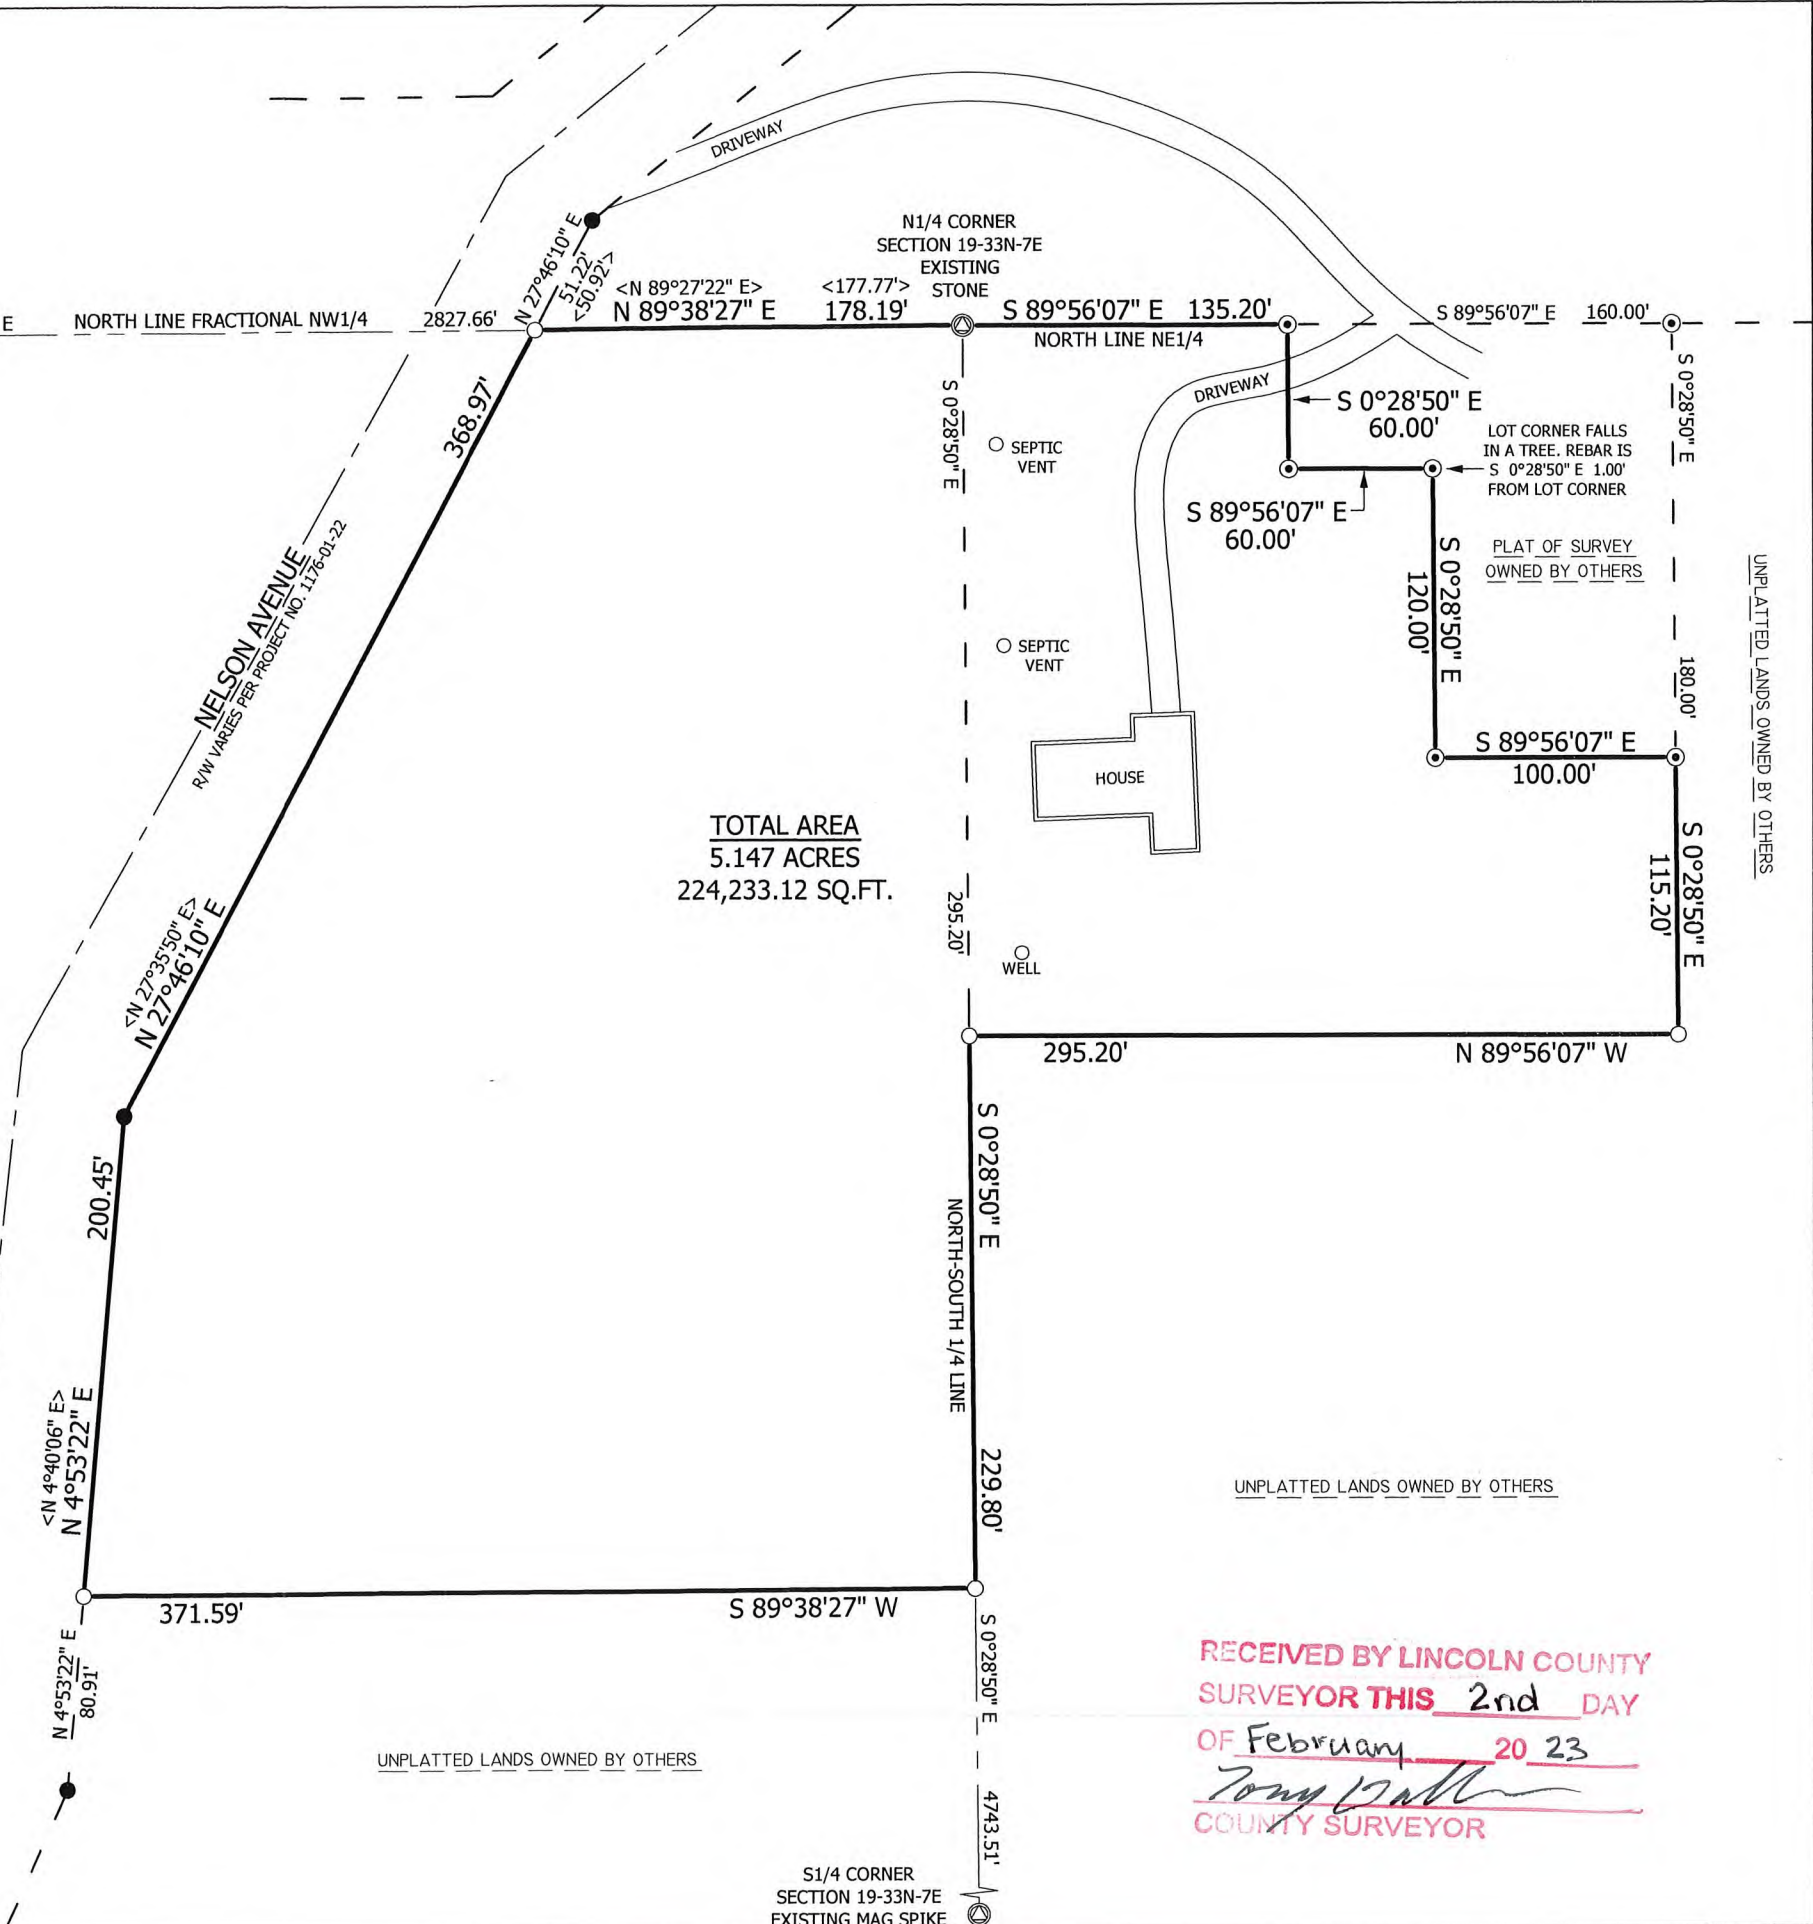 DRIVEWAY
N 27°46'10" E
51.22'
<50.92'>
N1/4 CORNER
SECTION 19-33N-7E
EXISTING
STONE
E
NORTH LINE FRACTIONAL NW1/4
2827.66'
<N 89°27'22" E>
<177.77'>
N 89°38'27" E
178.19'
S 89°56'07" E
135.20'
NORTH LINE NE1/4
S 89°56'07" E
160.00'
368.97'
S 0°28'50" E
SEPTIC
VENT
DRIVEWAY
S 0°28'50" E
60.00'
LOT CORNER FALLS
IN A TREE. REBAR IS
S 0°28'50" E 1.00'
FROM LOT CORNER
S 0°28'50" E
S 89°56'07" E
60.00'
NELSON AVENUE
R/W VARIES PER PROJECT NO. 1176-01-22
SEPTIC
VENT
S 0°28'50" E
120.00'
PLAT OF SURVEY
OWNED BY OTHERS
180.00'
UNPLATTED LANDS OWNED BY OTHERS
HOUSE
S 89°56'07" E
100.00'
TOTAL AREA
5.147 ACRES
224,233.12 SQ.FT.
295.20'
S 0°28'50" E
115.20'
WELL
<N 27°35'50" E>
N 27°46'10" E
295.20'
N 89°56'07" W
200.45'
S 0°28'50" E
NORTH-SOUTH 1/4 LINE
229.80'
<N 4°40'06" E>
N 4°53'22" E
UNPLATTED LANDS OWNED BY OTHERS
371.59'
S 89°38'27" W
N 4°53'22" E
80.91'
S 0°28'50" E
4743.51'
UNPLATTED LANDS OWNED BY OTHERS
RECEIVED BY LINCOLN COUNTY
SURVEYOR THIS 2nd DAY
OF February 20 23
COUNTY SURVEYOR
S1/4 CORNER
SECTION 19-33N-7E
EXISTING MAG SPIKE